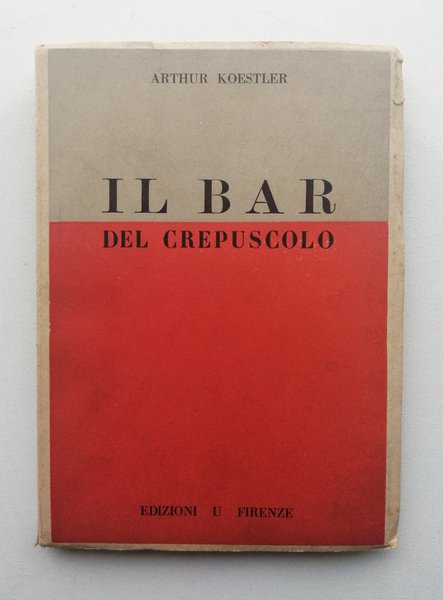 ARTHUR KOESTLER
IL BAR
DEL CREPUSCOLO
EDIZIONI U FIRENZE